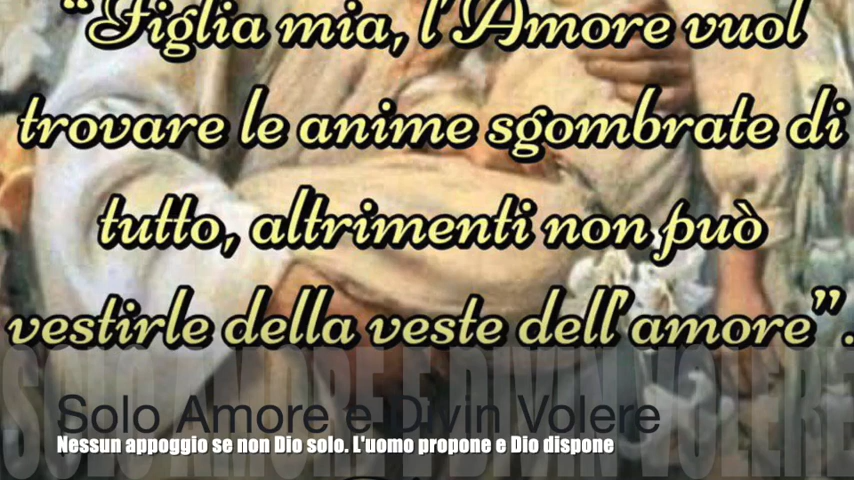 “Figlia mia, l’Amore vuol
trovare le anime sgombrate di
tutto, altrimenti non può
vestirle della veste dell’amore”.
SOLO AMORE E DIVIN VOLERE
Solo Amore e Divin Volere
Nessun appoggio se non Dio solo. L'uomo propone e Dio dispone